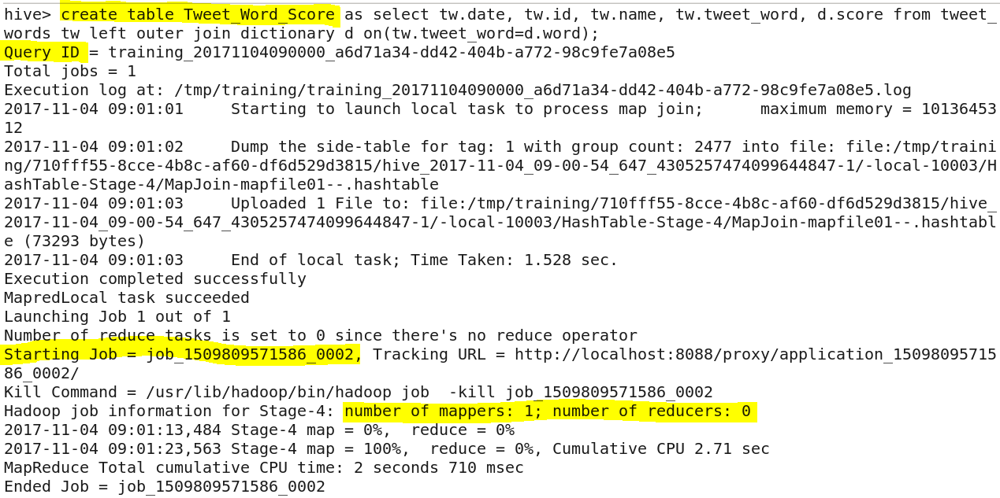 hive> create table Tweet_Word_Score as select tw.date, tw.id, tw.name, tw.tweet_word, d.score from tweet_
words tw left outer join dictionary d on(tw.tweet_word=d.word);
Query ID = training_20171104090000_a6d71a34-dd42-404b-a772-98c9fe7a08e5
Total jobs = 1
Execution log at: /tmp/training/training_20171104090000_a6d71a34-dd42-404b-a772-98c9fe7a08e5.log
2017-11-04 09:01:01     Starting to launch local task to process map join;      maximum memory = 10136453
12
2017-11-04 09:01:02     Dump the side-table for tag: 1 with group count: 2477 into file: file:/tmp/traini
ng/710fff55-8cce-4b8c-af60-df6d529d3815/hive_2017-11-04_09-00-54_647_4305257474099644847-1/-local-10003/H
ashTable-Stage-4/MapJoin-mapfile01--.hashtable
2017-11-04 09:01:03     Uploaded 1 File to: file:/tmp/training/710fff55-8cce-4b8c-af60-df6d529d3815/hive_
2017-11-04_09-00-54_647_4305257474099644847-1/-local-10003/HashTable-Stage-4/MapJoin-mapfile01--.hashtabl
e (73293 bytes)
2017-11-04 09:01:03     End of local task; Time Taken: 1.528 sec.
Execution completed successfully
MapredLocal task succeeded
Launching Job 1 out of 1
Number of reduce tasks is set to 0 since there's no reduce operator
Starting Job = job_1509809571586_0002, Tracking URL = http://localhost:8088/proxy/application_15098095715
86_0002/
Kill Command = /usr/lib/hadoop/bin/hadoop job  -kill job_1509809571586_0002
Hadoop job information for Stage-4: number of mappers: 1; number of reducers: 0
2017-11-04 09:01:13,484 Stage-4 map = 0%,  reduce = 0%
2017-11-04 09:01:23,563 Stage-4 map = 100%,  reduce = 0%, Cumulative CPU 2.71 sec
MapReduce Total cumulative CPU time: 2 seconds 710 msec
Ended Job = job_1509809571586_0002